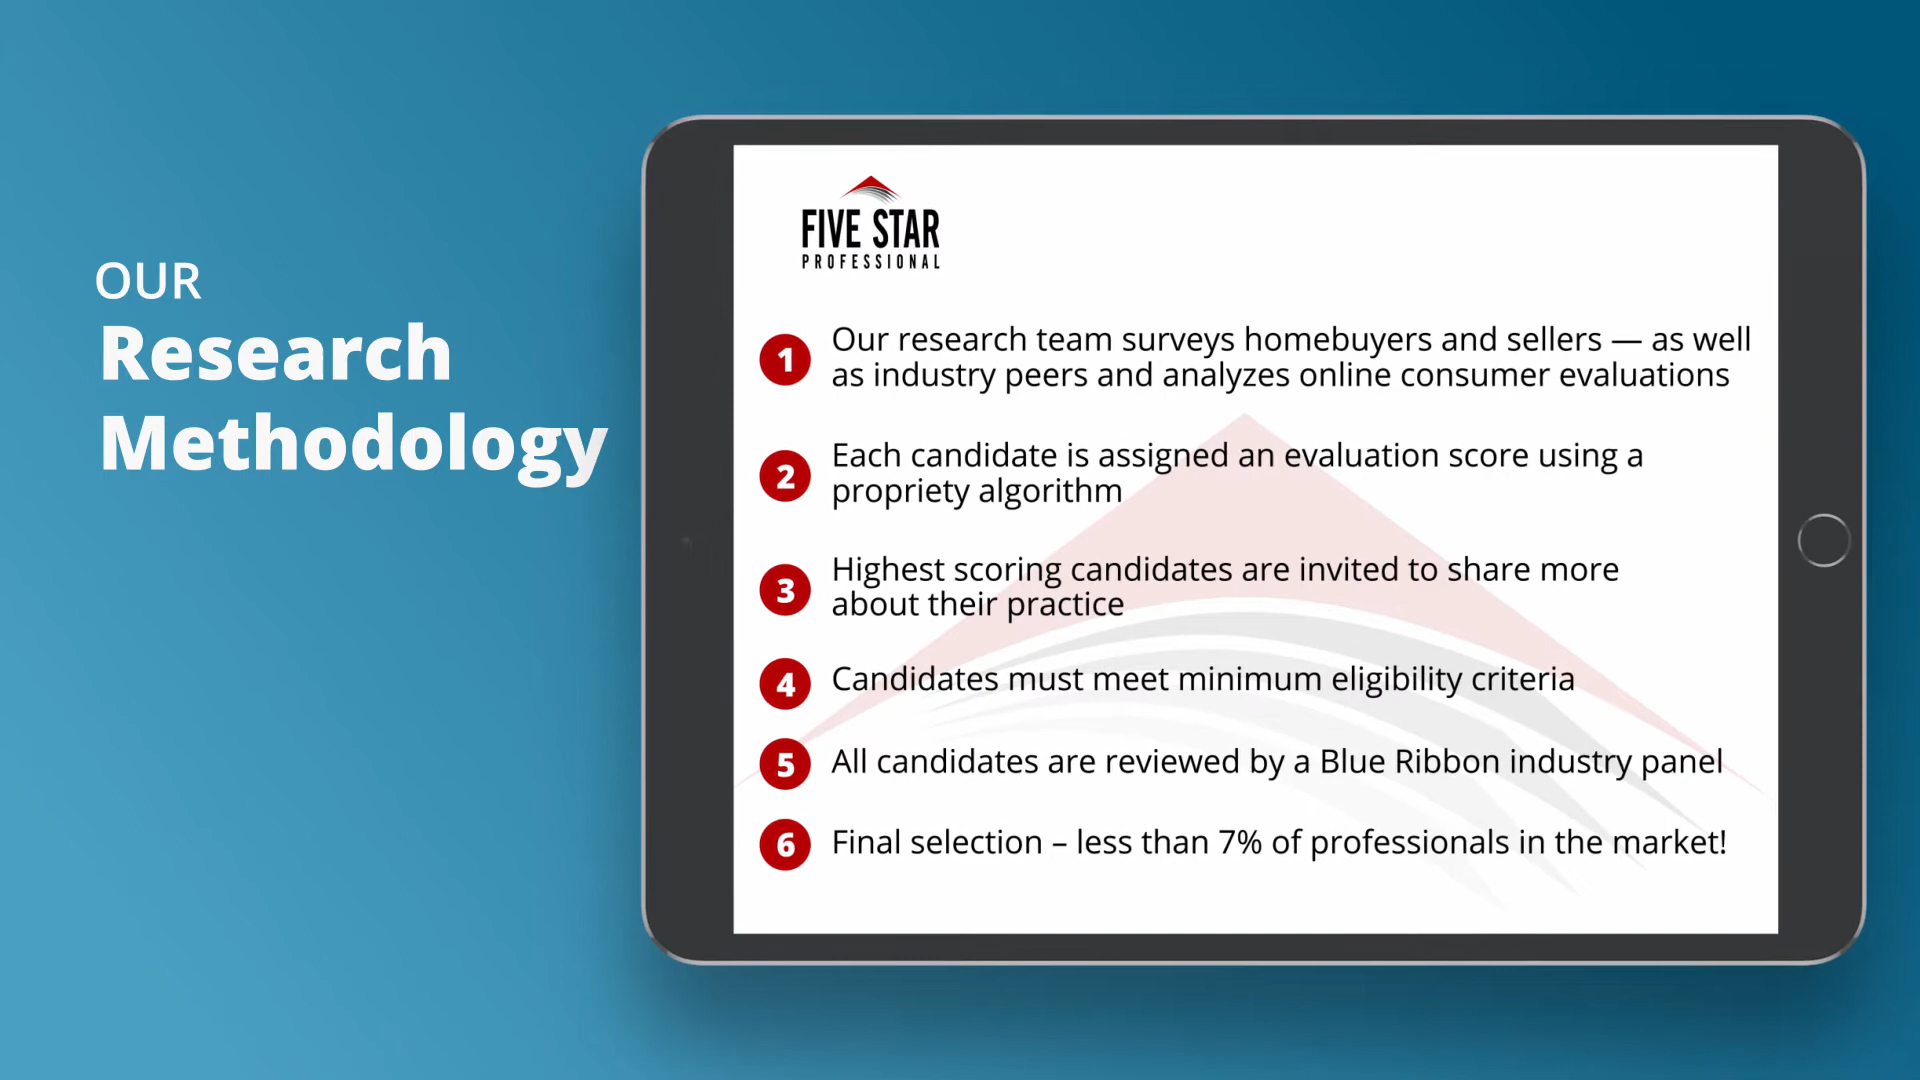 OUR
Research
Methodology
FIVE STAR
PROFESSIONAL
1 Our research team surveys homebuyers and sellers — as well
as industry peers and analyzes online consumer evaluations
2 Each candidate is assigned an evaluation score using a
propriety algorithm
3 Highest scoring candidates are invited to share more
about their practice
4 Candidates must meet minimum eligibility criteria
5 All candidates are reviewed by a Blue Ribbon industry panel
6 Final selection – less than 7% of professionals in the market!